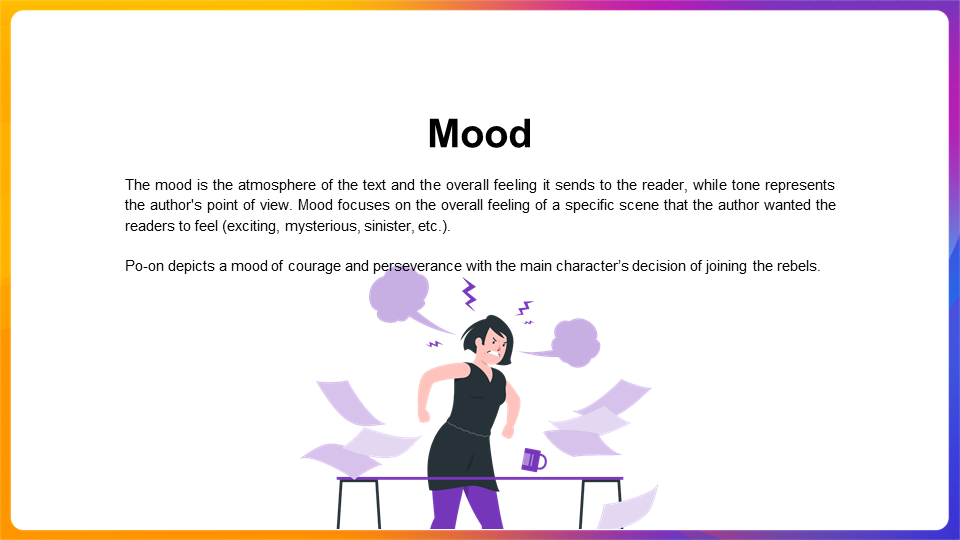 Mood
The mood is the atmosphere of the text and the overall feeling it sends to the reader, while tone represents
the author's point of view. Mood focuses on the overall feeling of a specific scene that the author wanted the
readers to feel (exciting, mysterious, sinister, etc.).
Po-on depicts a mood of courage and perseverance with the main character’s decision of joining the rebels.